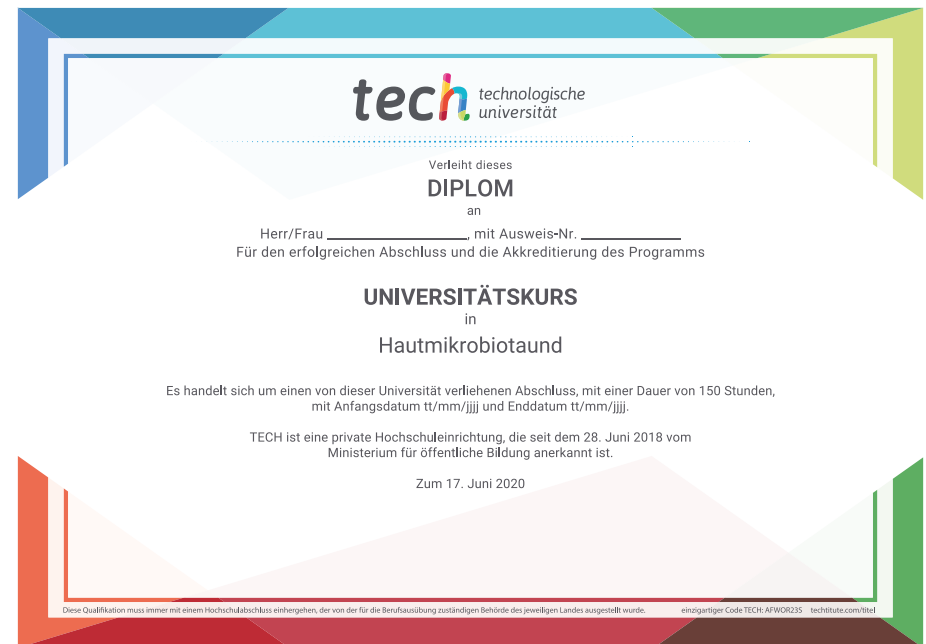 tech technologische
universität
Verleiht dieses
DIPLOM
an
Herr/Frau ____________________, mit Ausweis-Nr. ______________
Für den erfolgreichen Abschluss und die Akkreditierung des Programms
UNIVERSITÄTSKURS
in
Hautmikrobiotaund
Es handelt sich um einen von dieser Universität verliehenen Abschluss, mit einer Dauer von 150 Stunden,
mit Anfangsdatum tt/mm/jjjj und Enddatum tt/mm/jjjj.
TECH ist eine private Hochschuleinrichtung, die seit dem 28. Juni 2018 vom
Ministerium für öffentliche Bildung anerkannt ist.
Zum 17. Juni 2020
Diese Qualifikation muss immer mit einem Hochschulabschluss einhergehen, der von der für die Berufsausübung zuständigen Behörde des jeweiligen Landes ausgestellt wurde. einzigartiger Code TECH: AFWOR23S techtitute.com/titel